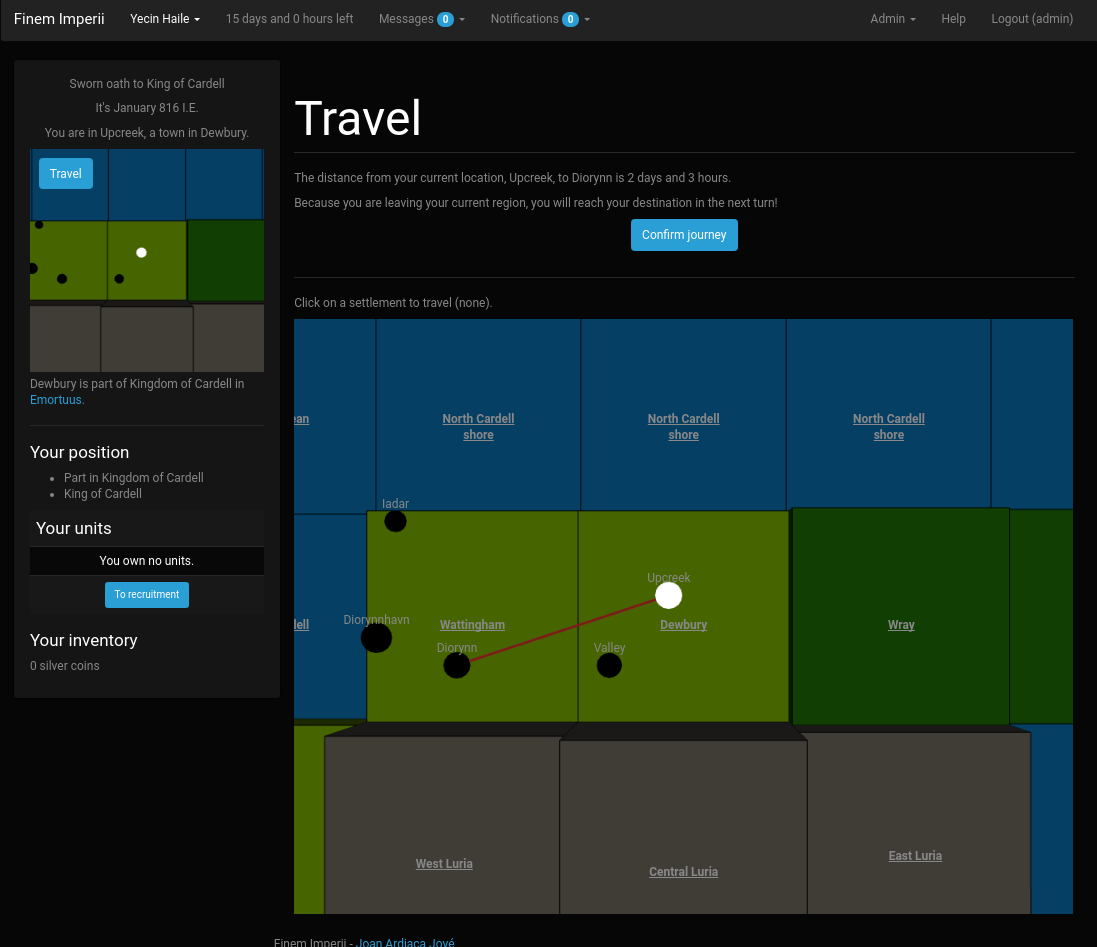 Finem Imperii
Yecin Haile
15 days and 0 hours left
Messages 0
Notifications 0
Admin
Help
Logout (admin)
Sworn oath to King of Cardell
It's January 816 I.E.
You are in Upcreek, a town in Dewbury.
Travel
Dewbury is part of Kingdom of Cardell in
Emortuus.
Your position
Part in Kingdom of Cardell
King of Cardell
Your units
You own no units.
To recruitment
Your inventory
0 silver coins
Travel
The distance from your current location, Upcreek, to Diorynn is 2 days and 3 hours.
Because you are leaving your current region, you will reach your destination in the next turn!
Confirm journey
Click on a settlement to travel (none).
ean
North Cardell
shore
North Cardell
shore
North Cardell
shore
Iadar
Upcreek
Diorynnhavn
dell
Wattingham
Dewbury
Wray
Diorynn
Valley
West Luria
Central Luria
East Luria
Finem Imperii - Joan Ardiaca Jové